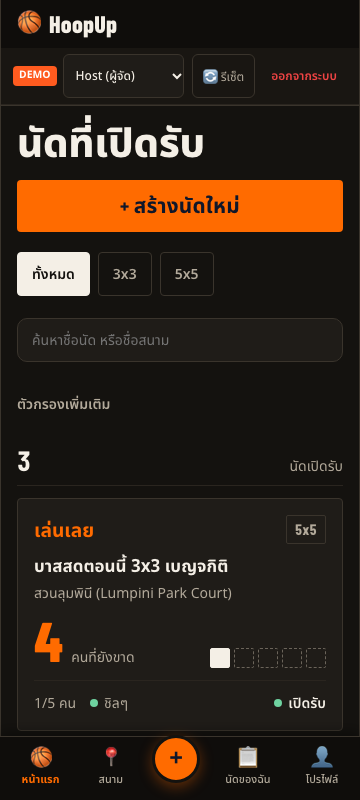 HoopUp
DEMO Host (ผู้จัด) รีเซ็ต ออกจากระบบ
นัดที่เปิดรับ
+ สร้างนัดใหม่
ทั้งหมด 3x3 5x5
ค้นหาชื่อนัด หรือชื่อสนาม
ตัวกรองเพิ่มเติม
3 นัดเปิดรับ
เล่นเลย 5x5
บาสสดตอนนี้ 3x3 เบญจกิติ
สวนลุมพินี (Lumpini Park Court)
4 คนที่ยังขาด
1/5 คน ชิลๆ เปิดรับ
+
หน้าแรก สนาม นัดของฉัน โปรไฟล์